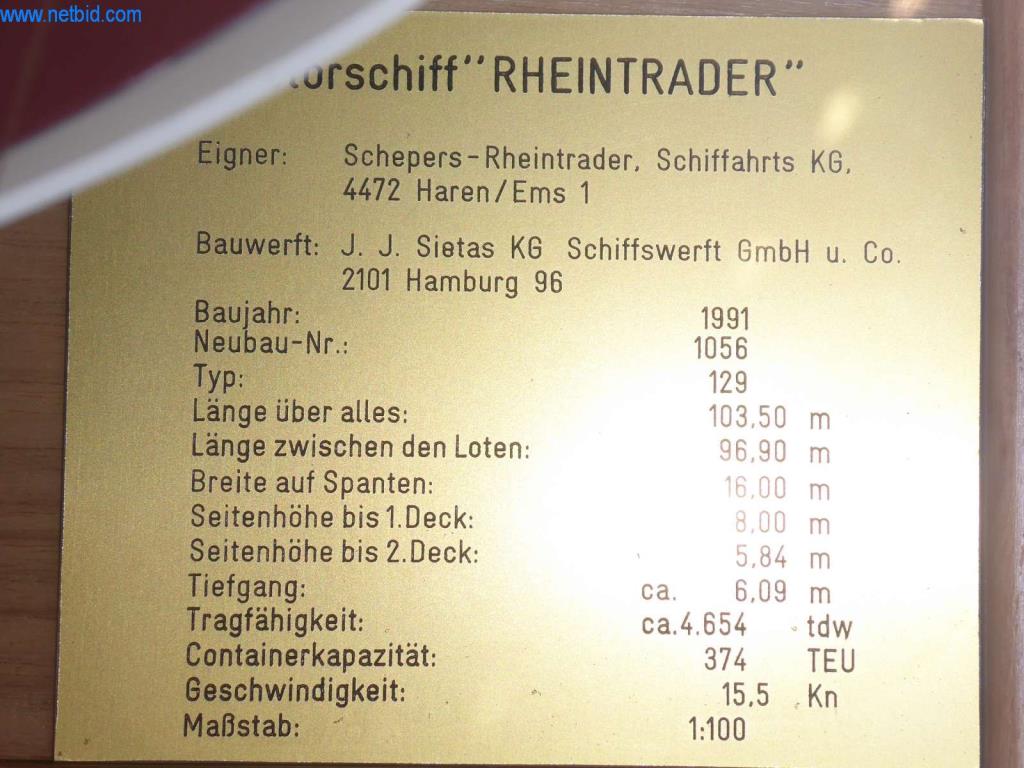 www.netbid.com
torschiff "RHEINTRADER"
Eigner: Schepers-Rheintrader, Schiffahrts KG,
4472 Haren/Ems 1
Bauwerft: J. J. Sietas KG Schiffswerft GmbH u. Co.
2101 Hamburg 96
Baujahr: 1991
Neubau-Nr.: 1056
Typ: 129
Länge über alles: 103,50 m
Länge zwischen den Loten: 96,90 m
Breite auf Spanten: 16,00 m
Seitenhöhe bis 1.Deck: 8,00 m
Seitenhöhe bis 2.Deck: 5,84 m
Tiefgang: ca. 6,09 m
Tragfähigkeit: ca.4.654 tdw
Containerkapazität: 374 TEU
Geschwindigkeit: 15,5 Kn
Maßstab: 1:100